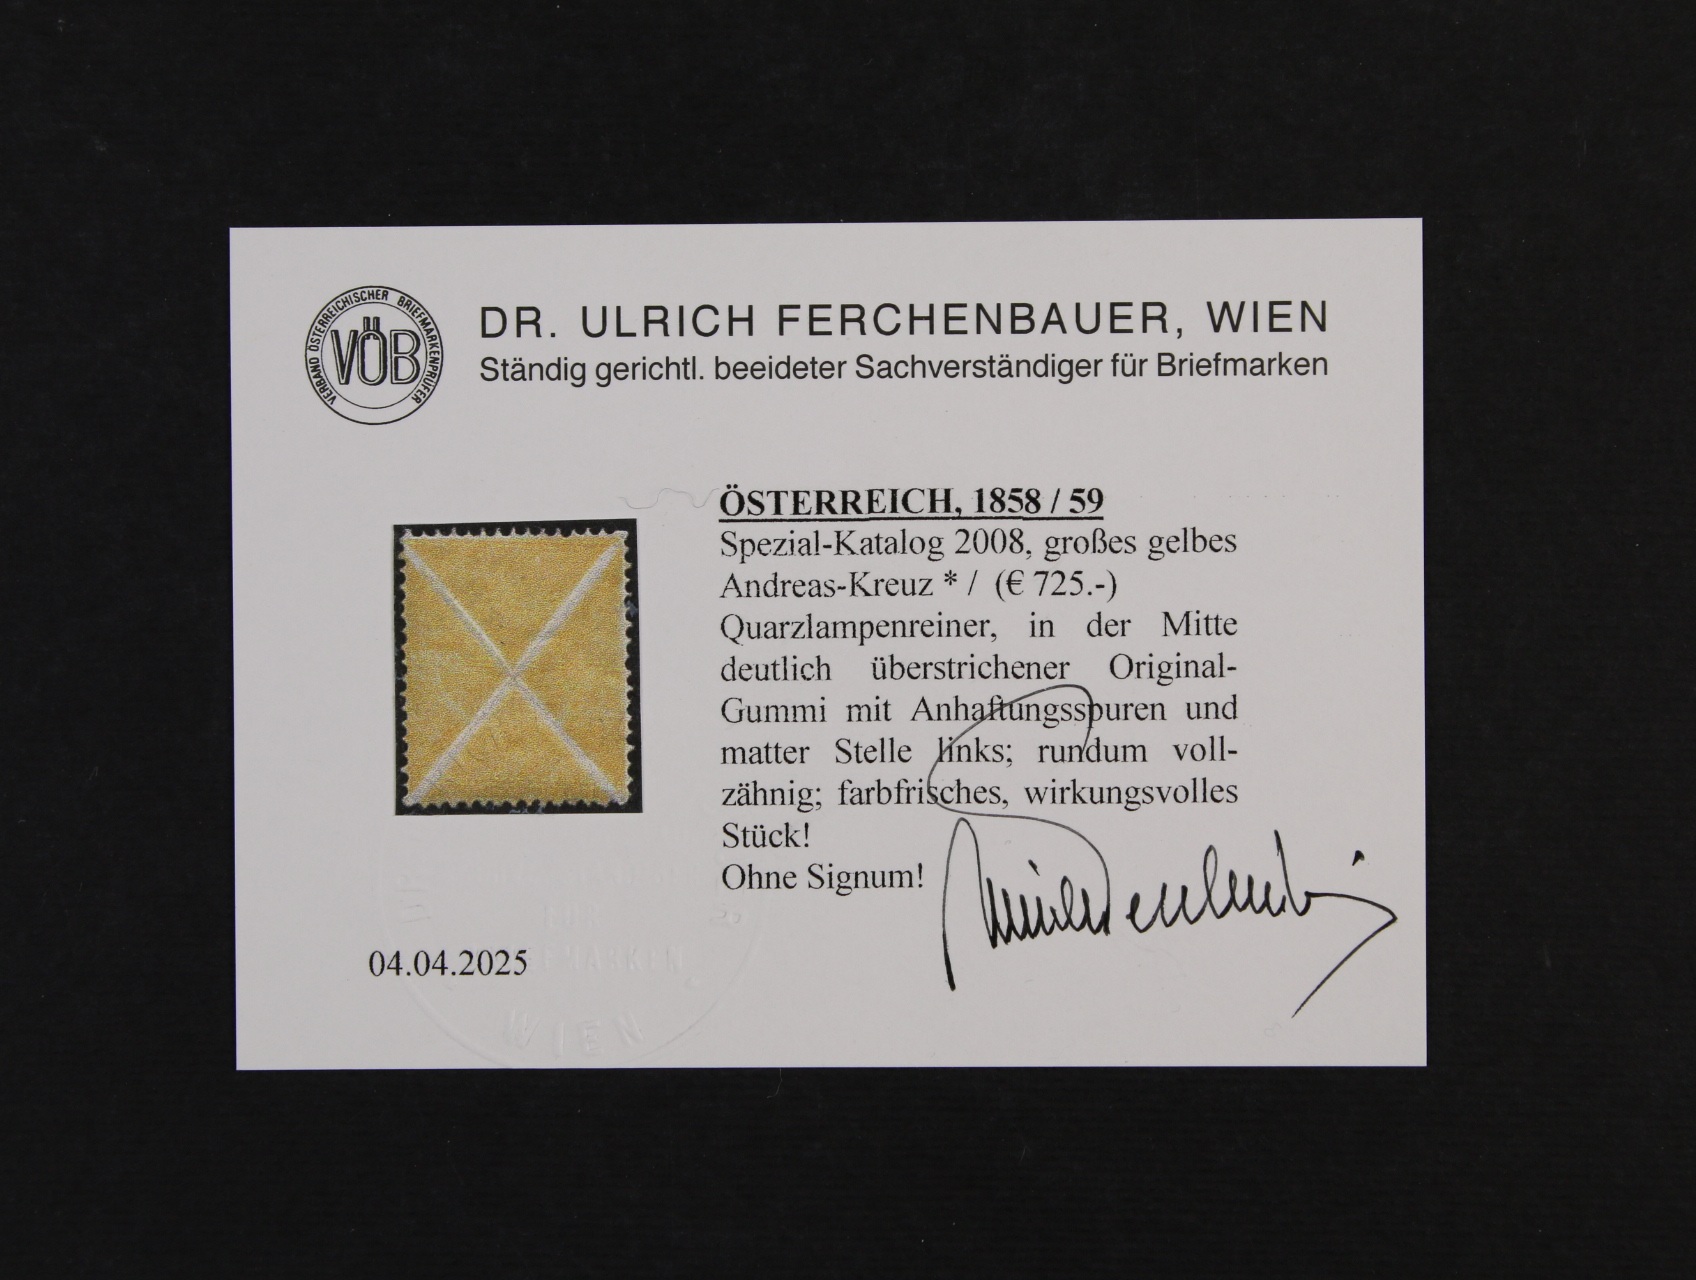 VERBAND ÖSTERREICHISCHER BRIEFMARKENPRÜFER
VÖB
DR. ULRICH FERCHENBAUER, WIEN
Ständig gerichtl. beeideter Sachverständiger für Briefmarken
ÖSTERREICH, 1858 / 59
Spezial-Katalog 2008, großes gelbes
Andreas-Kreuz * / (€ 725.-)
Quarzlampenreiner, in der Mitte
deutlich überstrichener Original-
Gummi mit Anhaftungsspuren und
matter Stelle links; rundum voll-
zähnig; farbfrisches, wirkungsvolles
Stück!
Ohne Signum!
04.04.2025
FÜR
WIEN